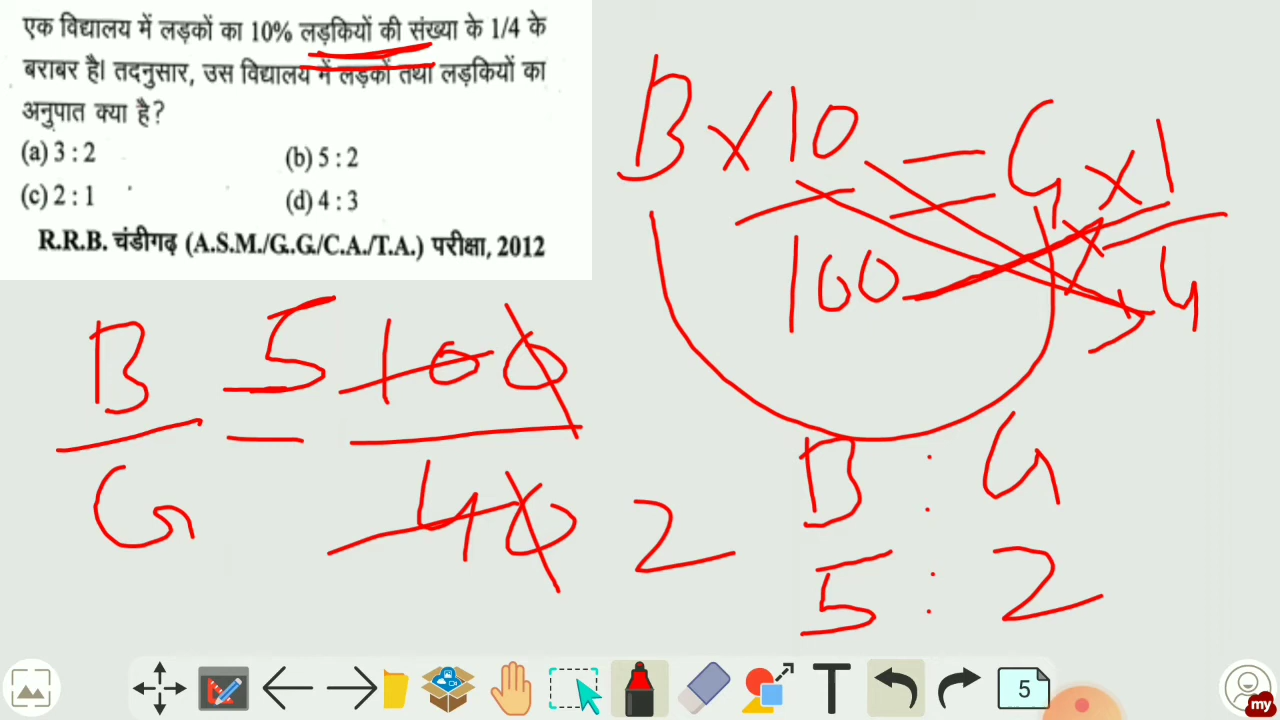 एक विद्यालय में लड़कों का 10% लड़कियों की संख्या के 1/4 के
बराबर है। तदनुसार, उस विद्यालय में लड़कों तथा लड़कियों का
अनुपात क्या है?
(a) 3 : 2 (b) 5 : 2
(c) 2 : 1 (d) 4 : 3
R.R.B. चंडीगढ़ (A.S.M./G.G/C.A./T.A.) परीक्षा, 2012
B × 10 = G × 1
100 4
B = 5 100
G 40 2
B : G
5 : 2
T 5
my